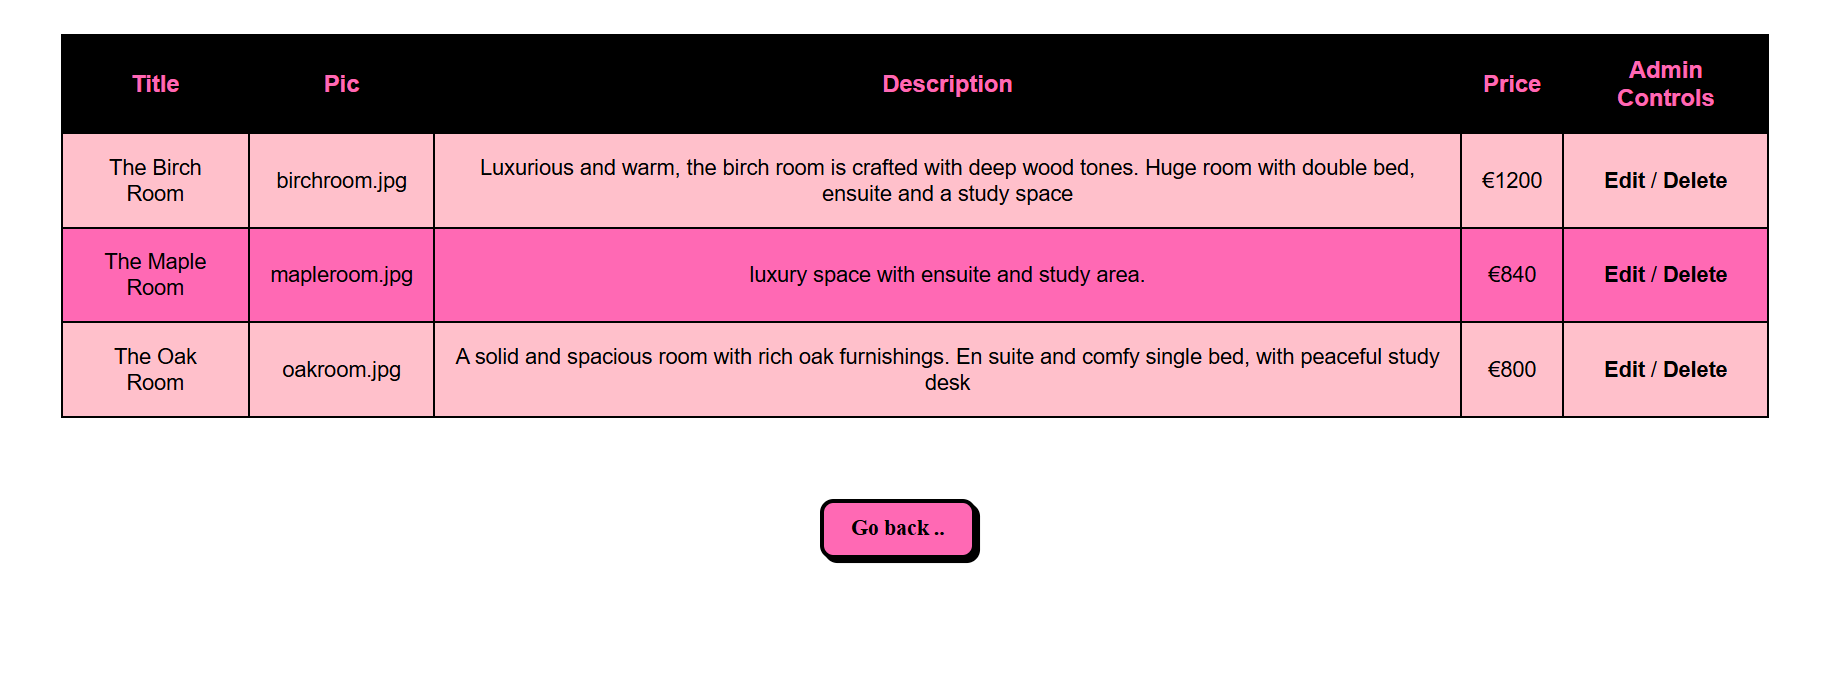 Title Pic Description Price Admin
Controls
The Birch
Room
birchroom.jpg
Luxurious and warm, the birch room is crafted with deep wood tones. Huge room with double bed,
ensuite and a study space
€1200
Edit / Delete
The Maple
Room
mapleroom.jpg
luxury space with ensuite and study area.
€840
Edit / Delete
The Oak
Room
oakroom.jpg
A solid and spacious room with rich oak furnishings. En suite and comfy single bed, with peaceful study
desk
€800
Edit / Delete
Go back ..